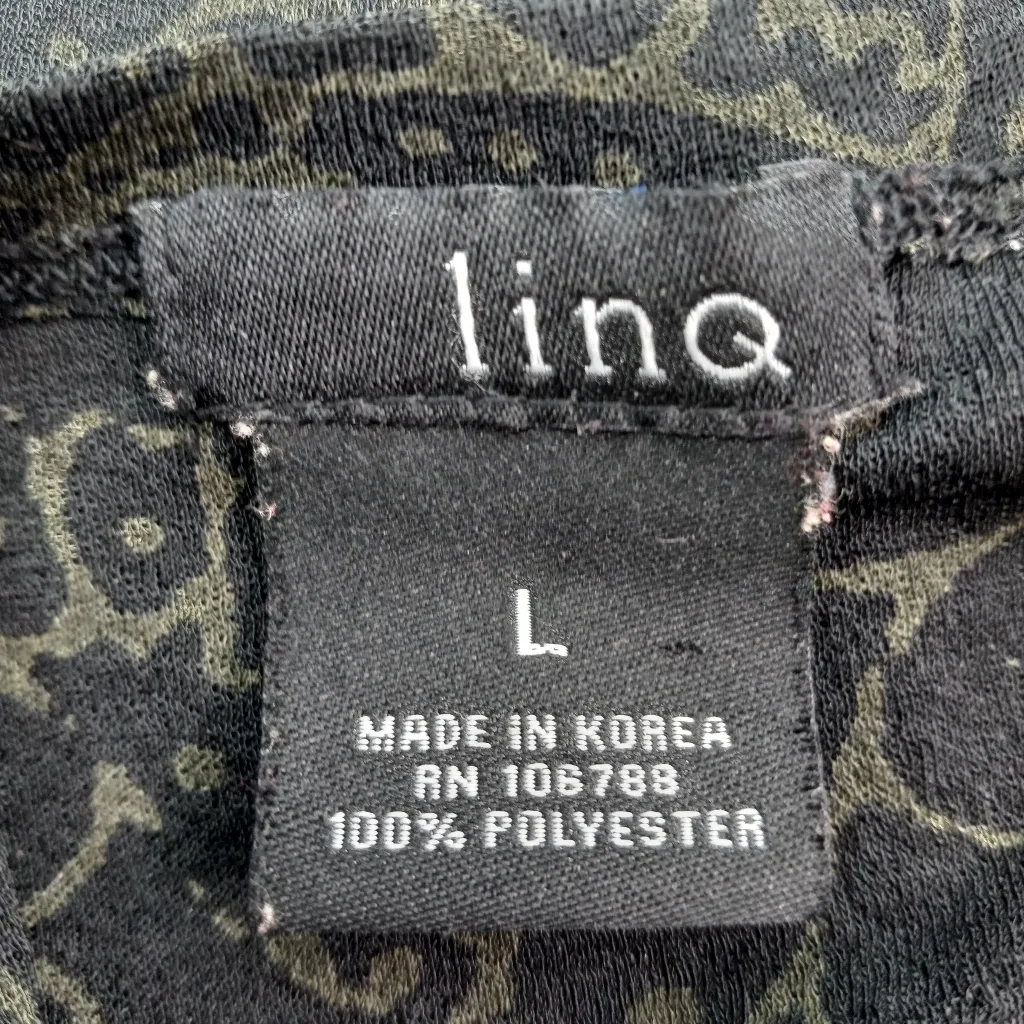 linQ
L
MADE IN KOREA
RN 106788
100% POLYESTER